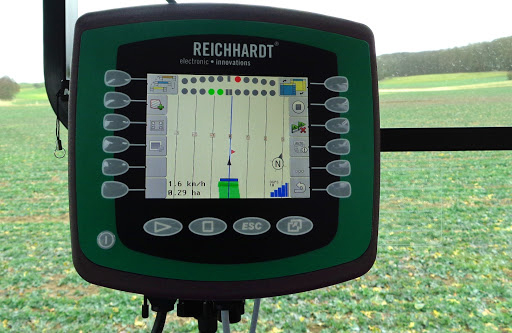 REICHHARDT®
electronic • innovations
N
1.6 km/h
0.29 ha
ESC